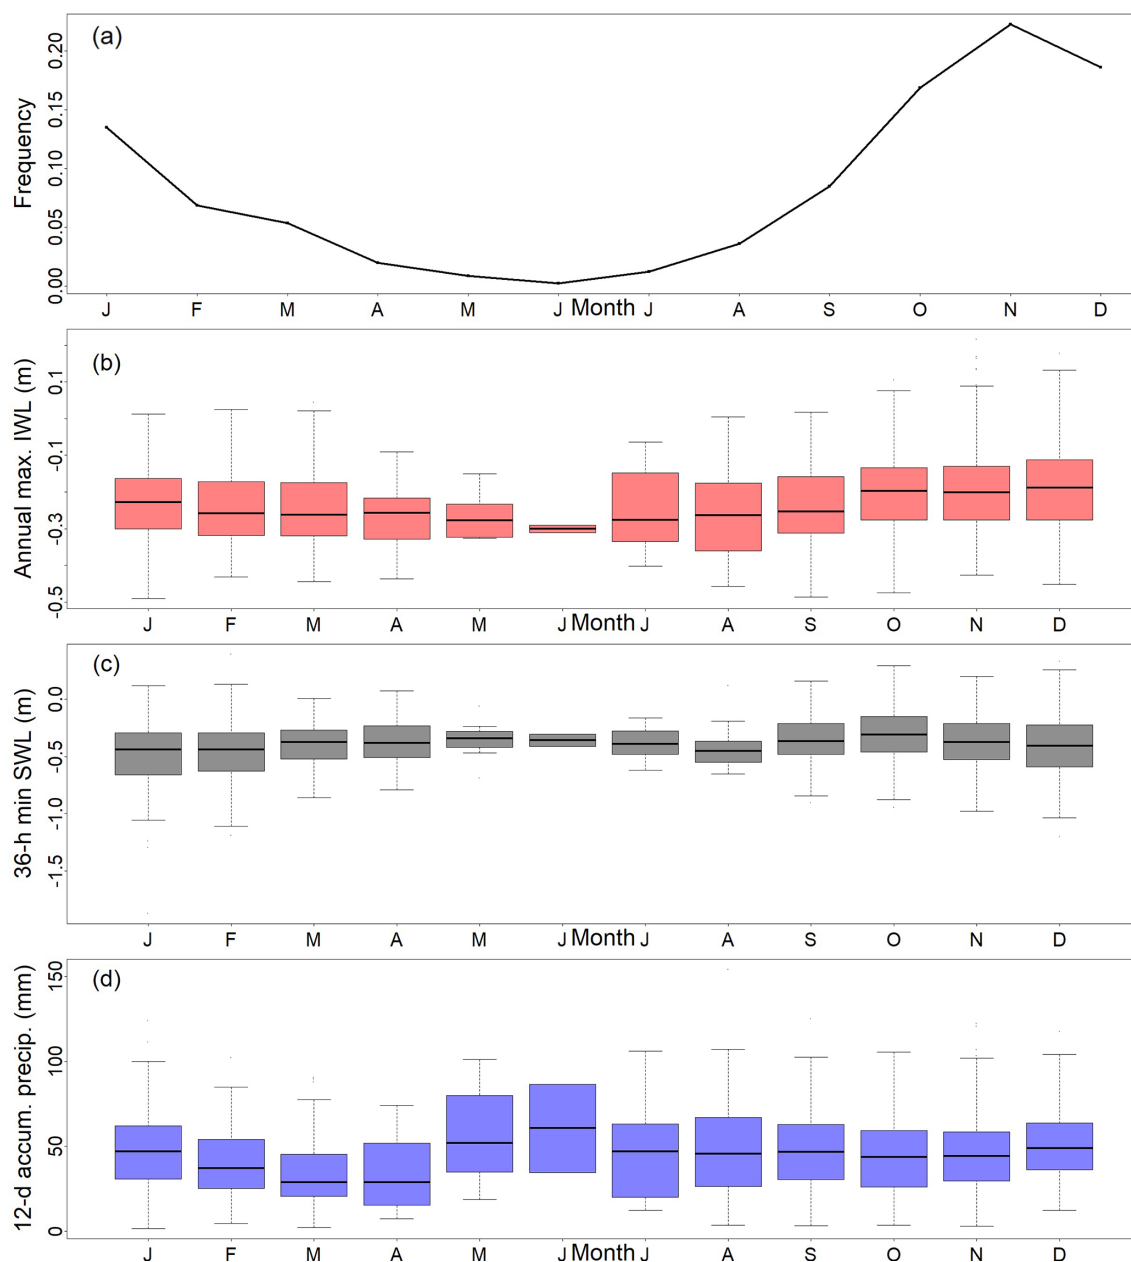 (a)
Frequency
0.20
0.15
0.10
0.05
0.00
J F M A M J J A S O N D
Month
(b)
Annual max. IWL (m)
0.1
-0.1
-0.3
-0.5
J F M A M J J A S O N D
Month
(c)
36-h min SWL (m)
0.0
-0.5
-1.0
-1.5
J F M A M J J A S O N D
Month
(d)
12-d accum. precip. (mm)
150
100
50
0
J F M A M J J A S O N D
Month